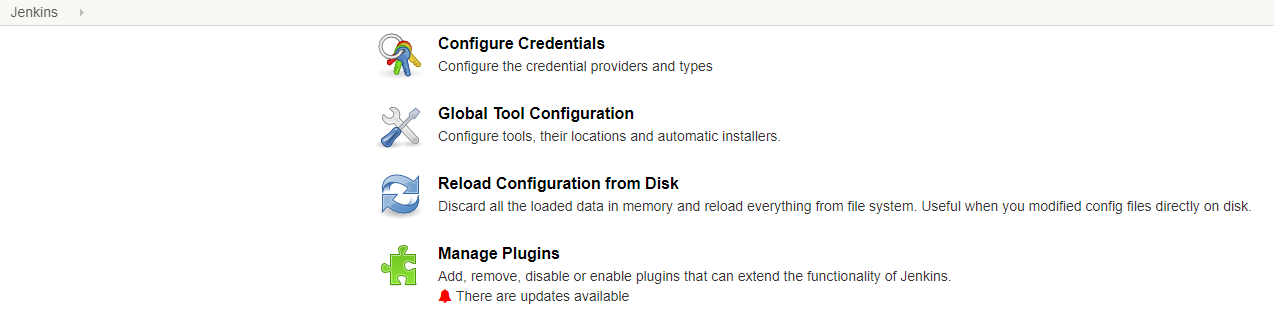 Jenkins
Configure Credentials
Configure the credential providers and types
Global Tool Configuration
Configure tools, their locations and automatic installers.
Reload Configuration from Disk
Discard all the loaded data in memory and reload everything from file system. Useful when you modified config files directly on disk.
Manage Plugins
Add, remove, disable or enable plugins that can extend the functionality of Jenkins.
There are updates available